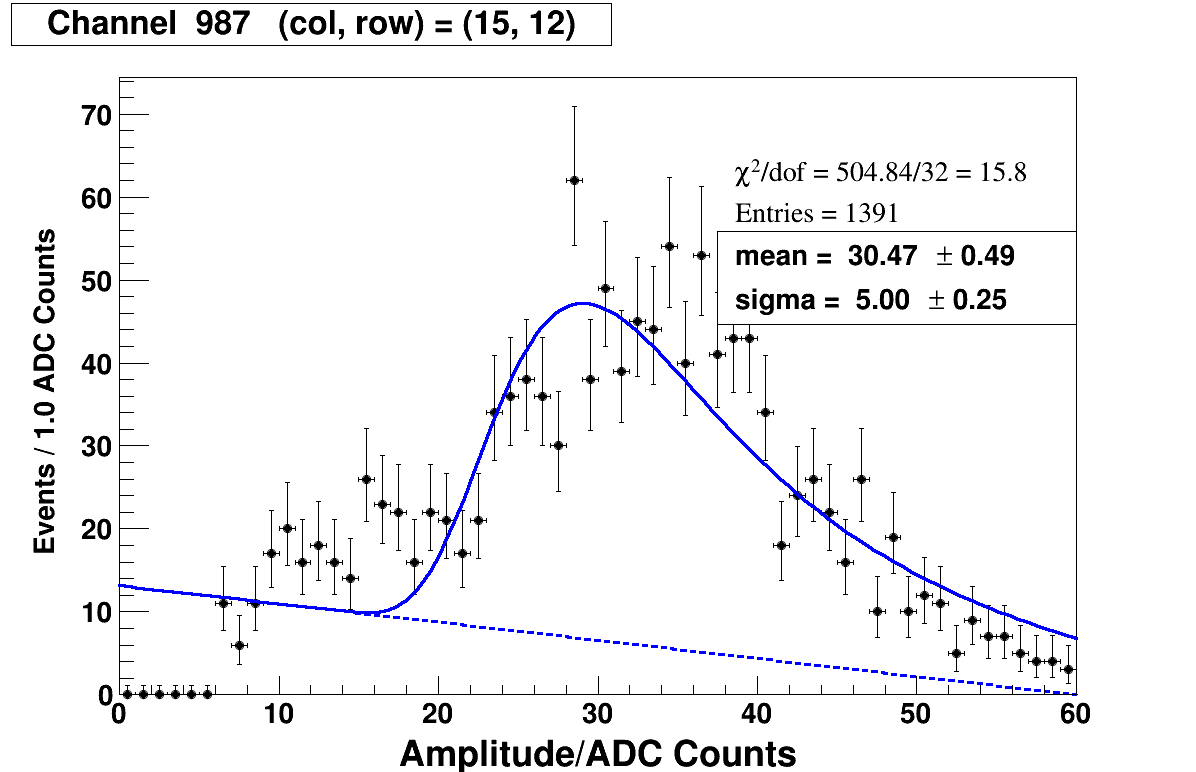 Channel 987 (col, row) = (15, 12)
χ²/dof = 504.84/32 = 15.8
Entries = 1391
mean = 30.47 ± 0.49
sigma = 5.00 ± 0.25
Events / 1.0 ADC Counts
70
60
50
40
30
20
10
0
0 10 20 30 40 50 60
Amplitude/ADC Counts